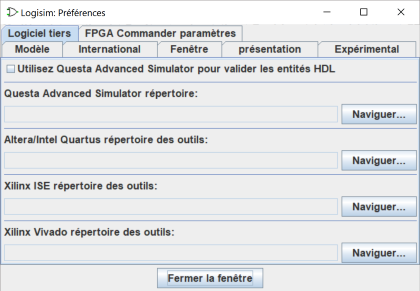 Logisim: Préférences
Logiciel tiers FPGA Commander paramètres
Modèle International Fenêtre présentation Expérimental
Utilisez Questa Advanced Simulator pour valider les entités HDL
Questa Advanced Simulator répertoire:
Naviguer...
Altera/Intel Quartus répertoire des outils:
Naviguer...
Xilinx ISE répertoire des outils:
Naviguer...
Xilinx Vivado répertoire des outils:
Naviguer...
Fermer la fenêtre